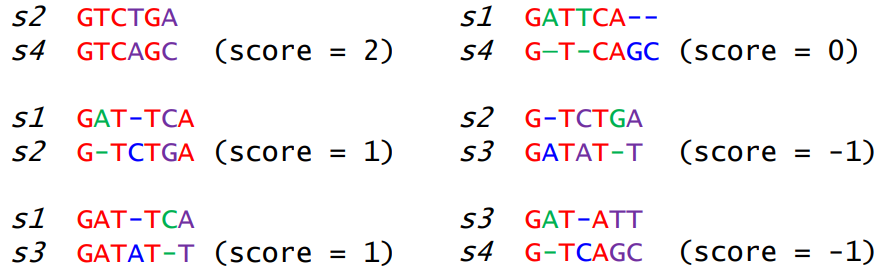 s2 GTCTGA
s4 GTCAGC (score = 2)
s1 GAT-TCA
s2 G-TCTGA (score = 1)
s1 GAT-TCA
s3 GATAT-T (score = 1)
s1 GATTCA--
s4 G—T-CAGC (score = 0)
s2 G-TCTGA
s3 GATAT-T (score = -1)
s3 GAT-ATT
s4 G-TCAGC (score = -1)